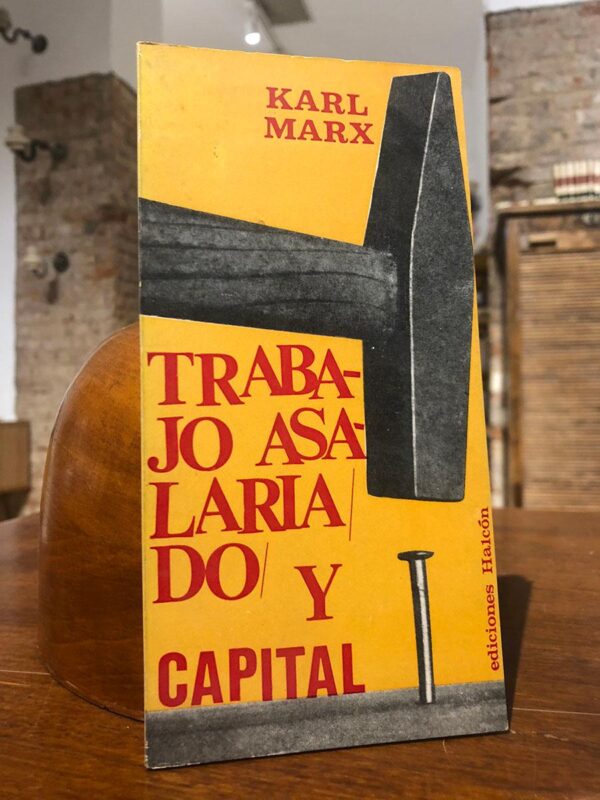 KARL
MARX
TRABA-
JO ASA-
LARIA/
DO/ Y
CAPITAL
ediciones Halcón